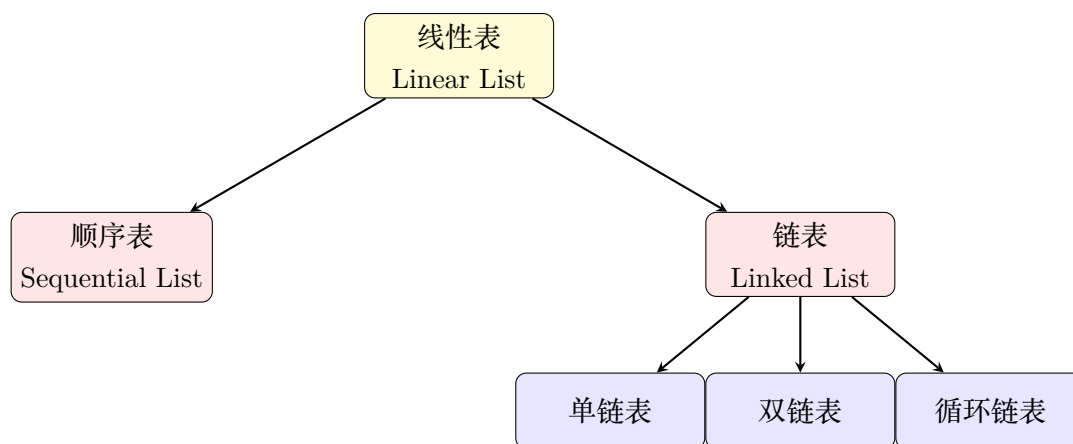 线性表
Linear List
顺序表
Sequential List
链表
Linked List
单链表
双链表
循环链表